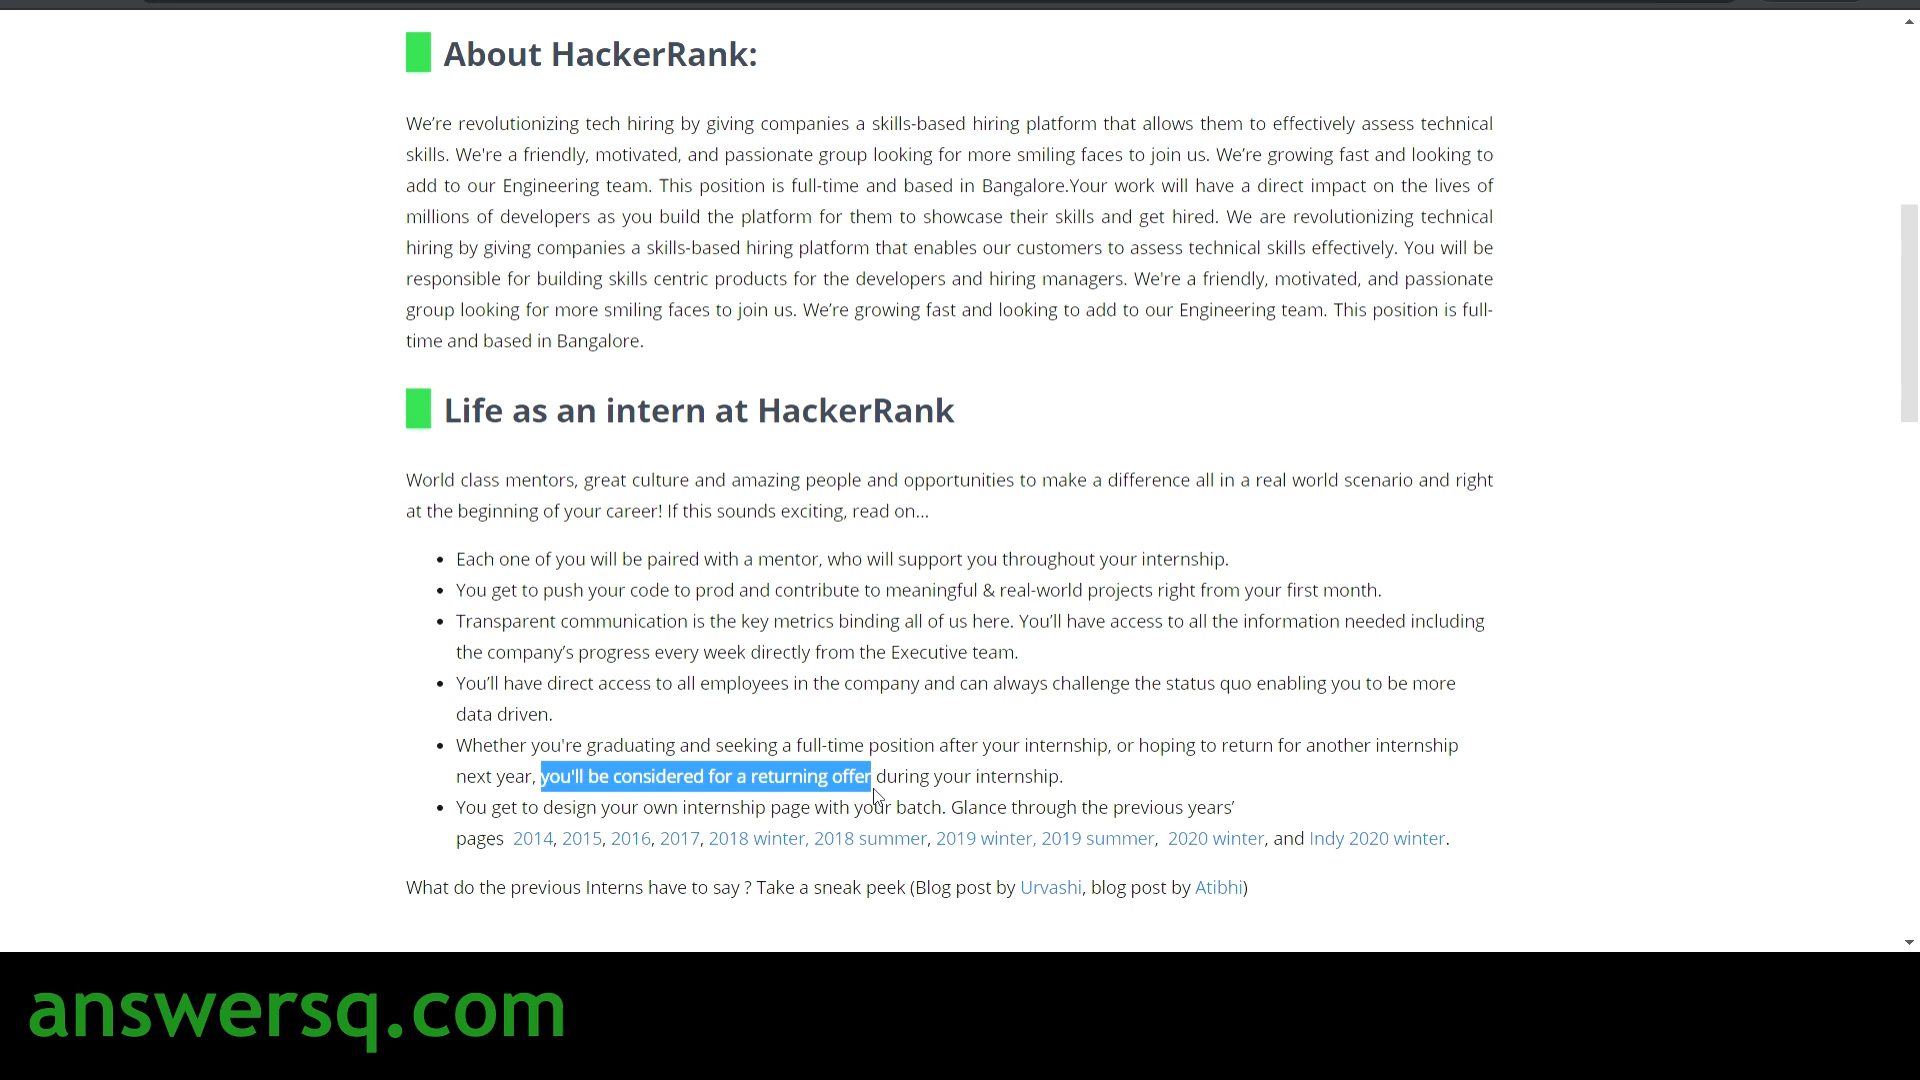 About HackerRank:
We’re revolutionizing tech hiring by giving companies a skills-based hiring platform that allows them to effectively assess technical
skills. We're a friendly, motivated, and passionate group looking for more smiling faces to join us. We’re growing fast and looking to
add to our Engineering team. This position is full-time and based in Bangalore.Your work will have a direct impact on the lives of
millions of developers as you build the platform for them to showcase their skills and get hired. We are revolutionizing technical
hiring by giving companies a skills-based hiring platform that enables our customers to assess technical skills effectively. You will be
responsible for building skills centric products for the developers and hiring managers. We're a friendly, motivated, and passionate
group looking for more smiling faces to join us. We’re growing fast and looking to add to our Engineering team. This position is full-
time and based in Bangalore.
Life as an intern at HackerRank
World class mentors, great culture and amazing people and opportunities to make a difference all in a real world scenario and right
at the beginning of your career! If this sounds exciting, read on...
• Each one of you will be paired with a mentor, who will support you throughout your internship.
• You get to push your code to prod and contribute to meaningful & real-world projects right from your first month.
• Transparent communication is the key metrics binding all of us here. You’ll have access to all the information needed including
the company’s progress every week directly from the Executive team.
• You’ll have direct access to all employees in the company and can always challenge the status quo enabling you to be more
data driven.
• Whether you're graduating and seeking a full-time position after your internship, or hoping to return for another internship
next year, you'll be considered for a returning offer during your internship.
• You get to design your own internship page with your batch. Glance through the previous years’
pages 2014, 2015, 2016, 2017, 2018 winter, 2018 summer, 2019 winter, 2019 summer, 2020 winter, and Indy 2020 winter.
What do the previous Interns have to say ? Take a sneak peek (Blog post by Urvashi, blog post by Atibhi)
answersq.com